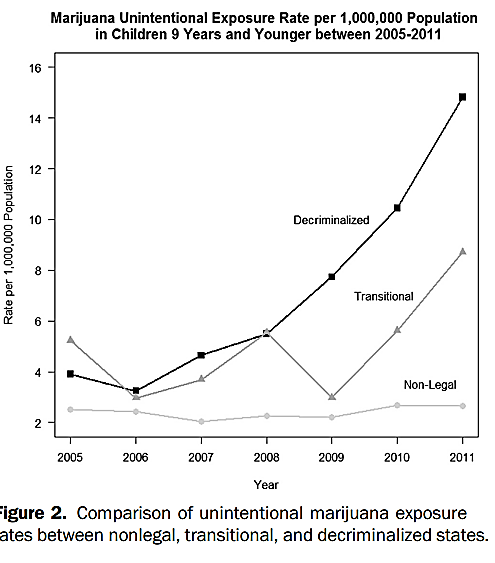 Marijuana Unintentional Exposure Rate per 1,000,000 Population
in Children 9 Years and Younger between 2005-2011
Rate per 1,000,000 Population
16
14
12
10
8
6
4
2
Decriminalized
Transitional
Non-Legal
2005 2006 2007 2008 2009 2010 2011
Year
igure 2. Comparison of unintentional marijuana exposure
ates between nonlegal, transitional, and decriminalized states.